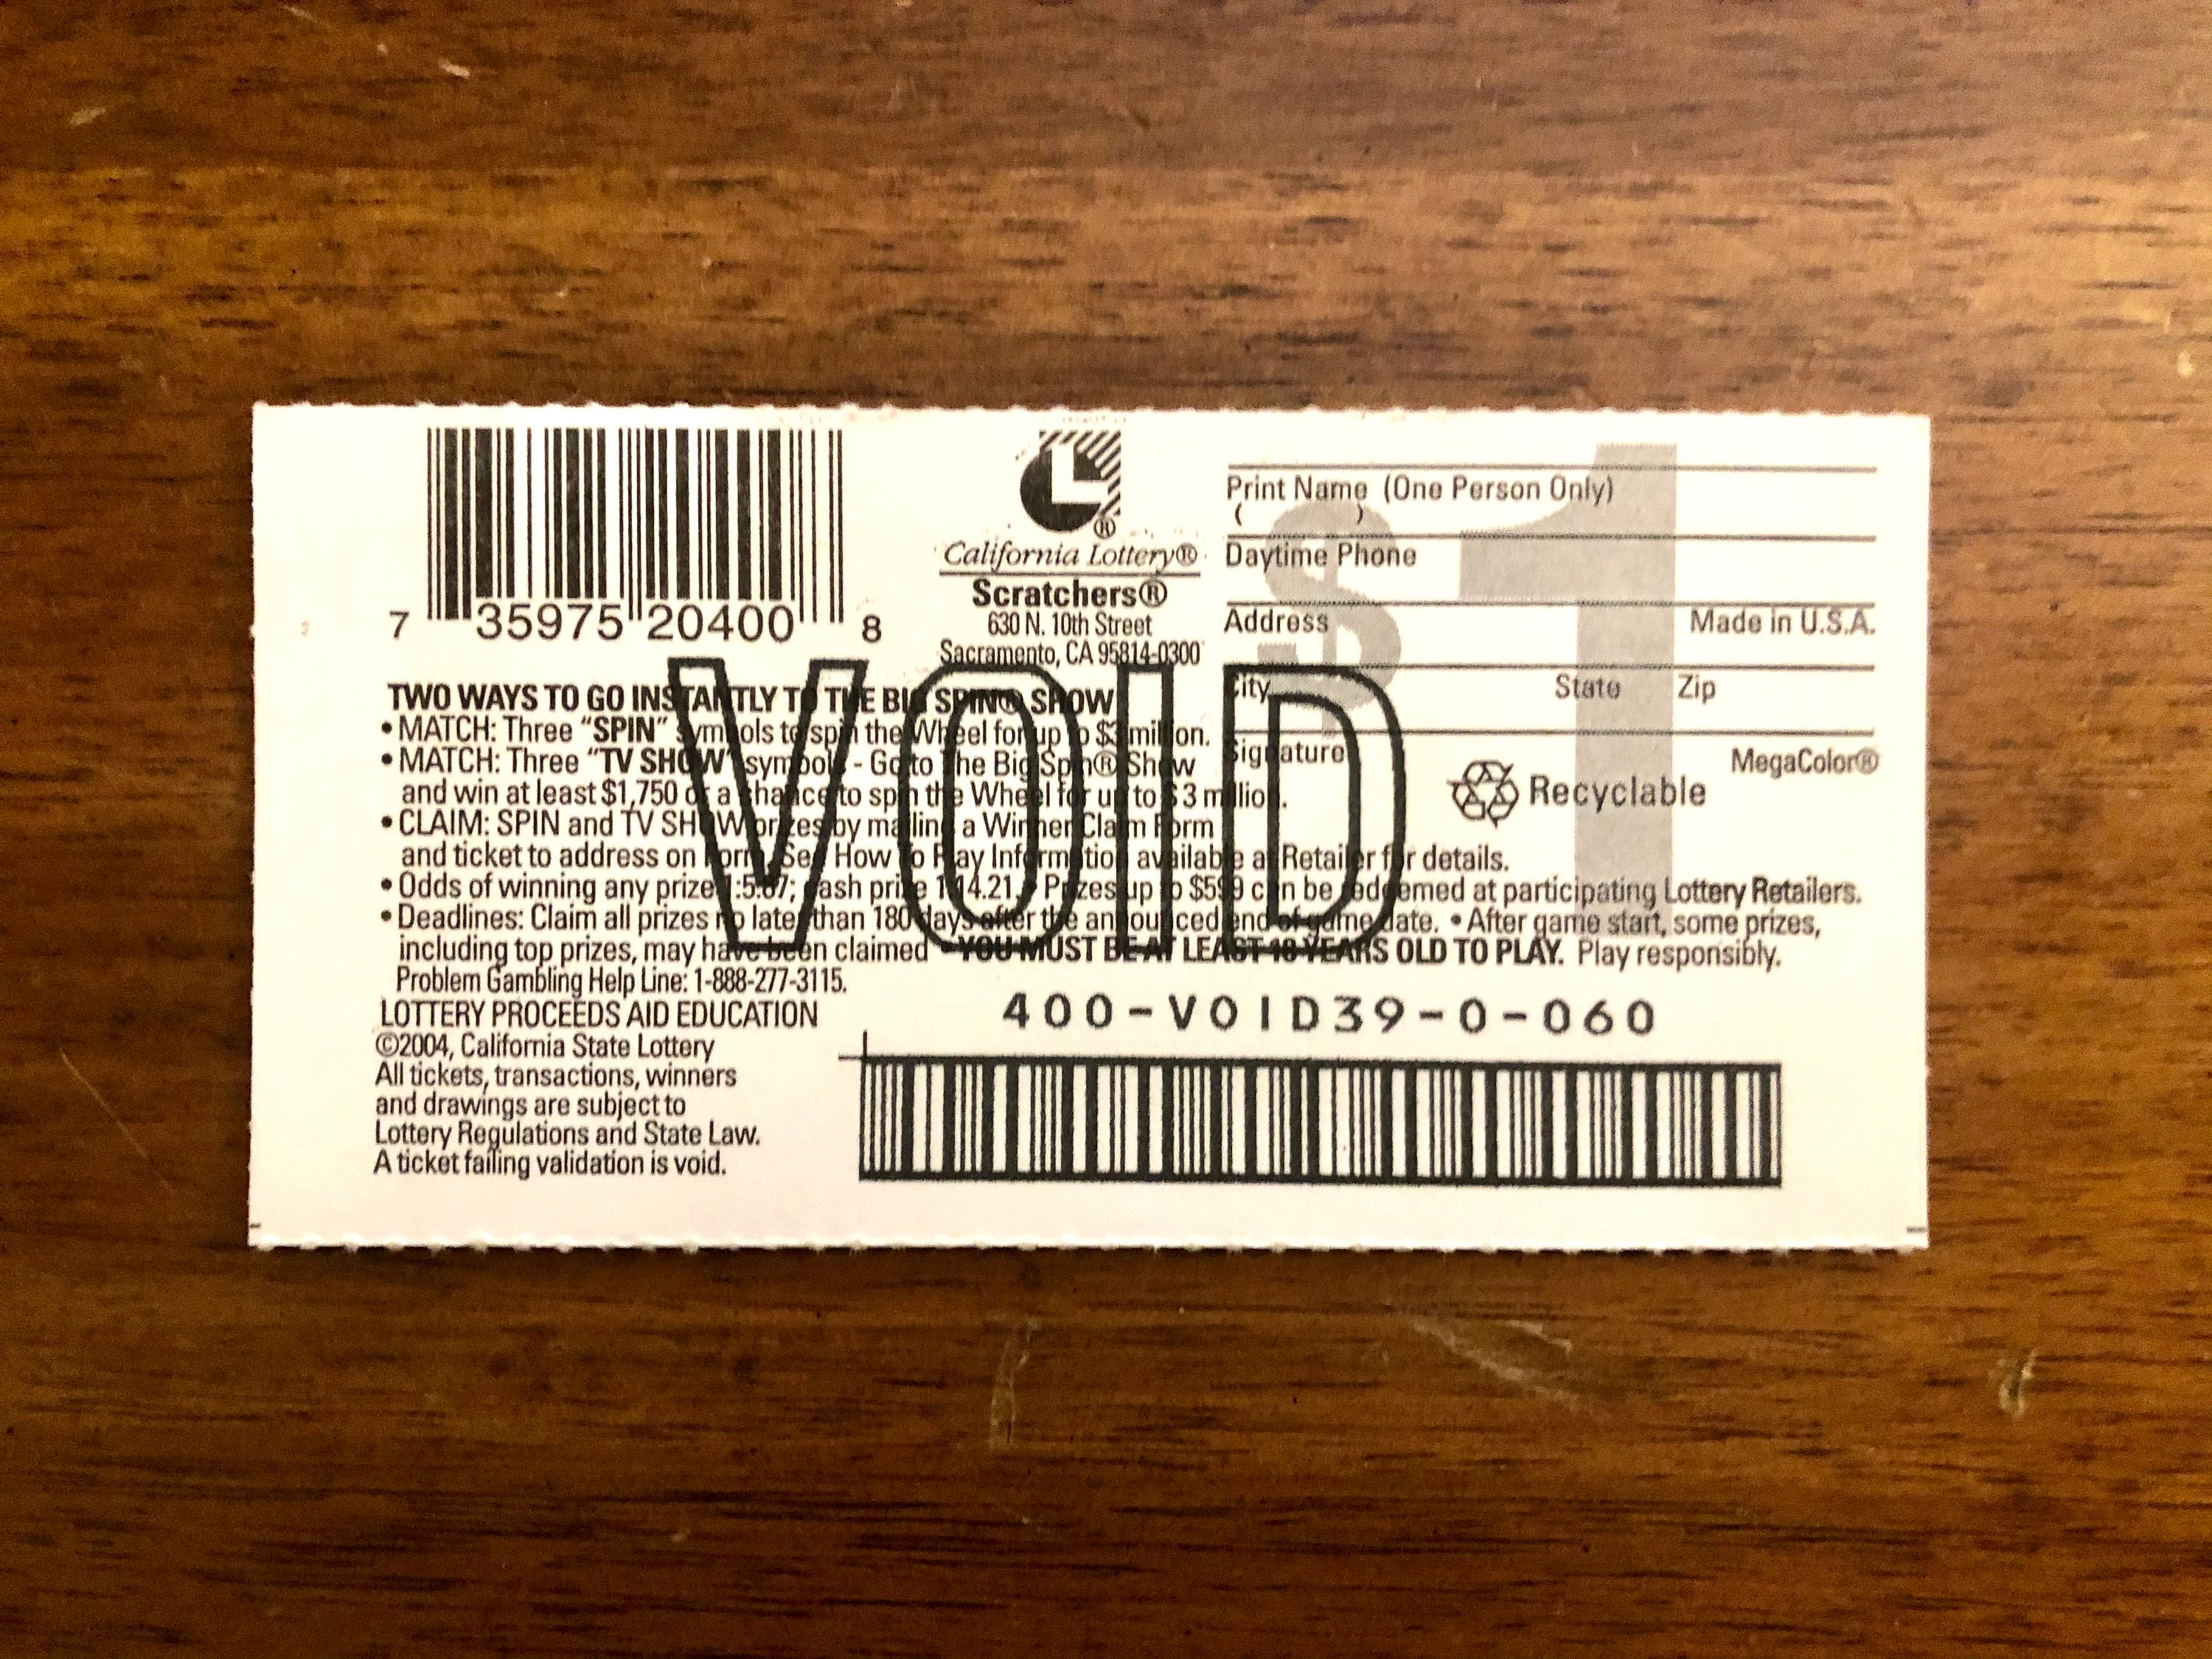 7 35975 20400 8
California Lottery®
Scratchers®
630 N. 10th Street
Sacramento, CA 95814-0300
Print Name (One Person Only)
( )
Daytime Phone
Address Made in U.S.A.
City State Zip
Signature
MegaColor®
Recyclable
$1
VOID
TWO WAYS TO GO INSTANTLY TO THE BIG SPIN® SHOW
• MATCH: Three “SPIN” symbols to spin the Wheel for up to $3 million.
• MATCH: Three “TV SHOW” symbols - Go to The Big Spin® Show
and win at least $1,750 or a chance to spin the Wheel for up to $3 million.
• CLAIM: SPIN and TV SHOW prizes by mailing a Winner Claim Form
and ticket to address on Form. See How To Play Information available at Retailer for details.
• Odds of winning any prize cash prize 1:14.21. • Prizes up to $599 can be redeemed at participating Lottery Retailers.
• Deadlines: Claim all prizes no later than 180 days after the announced end of game date. • After game start, some prizes,
including top prizes, may have been claimed • YOU MUST BE AT LEAST 18 YEARS OLD TO PLAY. Play responsibly.
Problem Gambling Help Line: 1-888-277-3115.
LOTTERY PROCEEDS AID EDUCATION
©2004, California State Lottery
All tickets, transactions, winners
and drawings are subject to
Lottery Regulations and State Law.
A ticket failing validation is void.
400-VOID39-0-060